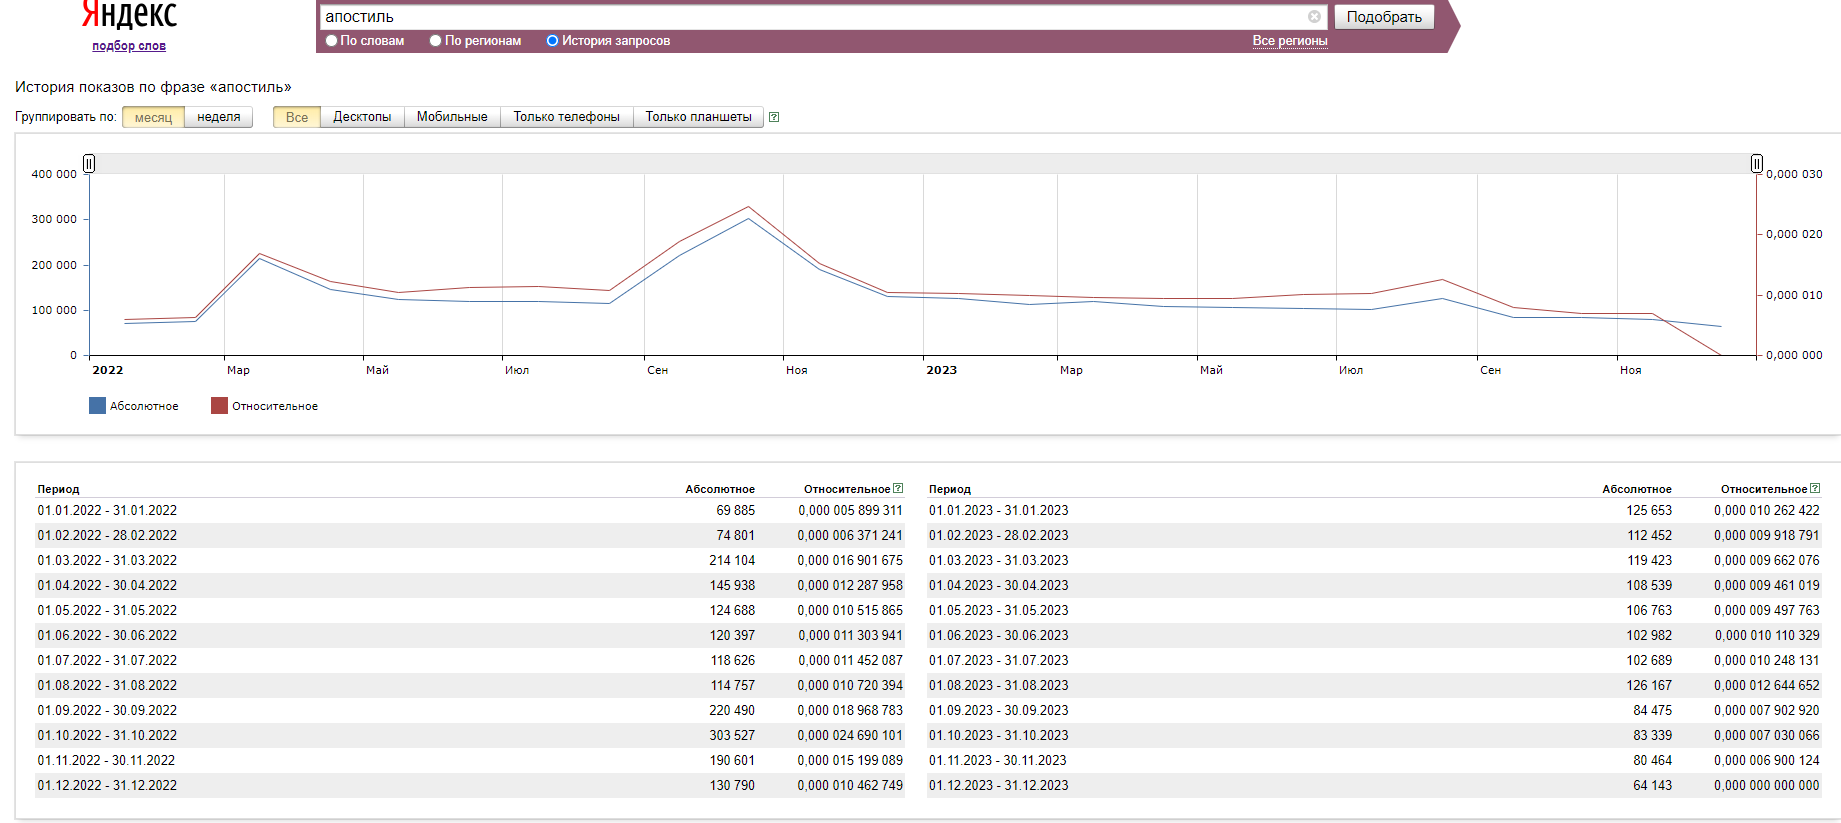 Яндекс
подбор слов
апостиль
Подобрать
По словам По регионам История запросов Все регионы
История показов по фразе «апостиль»
Группировать по: месяц неделя Все Десктопы Мобильные Только телефоны Только планшеты ?
400 000 0,000 030
300 000
0,000 020
200 000
0,000 010
100 000
0 0,000 000
2022 Мар Май Июл Сен Ноя 2023 Мар Май Июл Сен Ноя
Абсолютное Относительное
Период Абсолютное Относительное ? Период Абсолютное Относительное ?
01.01.2022 - 31.01.2022 69 885 0,000 005 899 311 01.01.2023 - 31.01.2023 125 653 0,000 010 262 422
01.02.2022 - 28.02.2022 74 801 0,000 006 371 241 01.02.2023 - 28.02.2023 112 452 0,000 009 918 791
01.03.2022 - 31.03.2022 214 104 0,000 016 901 675 01.03.2023 - 31.03.2023 119 423 0,000 009 662 076
01.04.2022 - 30.04.2022 145 938 0,000 012 287 958 01.04.2023 - 30.04.2023 108 539 0,000 009 461 019
01.05.2022 - 31.05.2022 124 688 0,000 010 515 865 01.05.2023 - 31.05.2023 106 763 0,000 009 497 763
01.06.2022 - 30.06.2022 120 397 0,000 011 303 941 01.06.2023 - 30.06.2023 102 982 0,000 010 110 329
01.07.2022 - 31.07.2022 118 626 0,000 011 452 087 01.07.2023 - 31.07.2023 102 689 0,000 010 248 131
01.08.2022 - 31.08.2022 114 757 0,000 010 720 394 01.08.2023 - 31.08.2023 126 167 0,000 012 644 652
01.09.2022 - 30.09.2022 220 490 0,000 018 968 783 01.09.2023 - 30.09.2023 84 475 0,000 007 902 920
01.10.2022 - 31.10.2022 303 527 0,000 024 690 101 01.10.2023 - 31.10.2023 83 339 0,000 007 030 066
01.11.2022 - 30.11.2022 190 601 0,000 015 199 089 01.11.2023 - 30.11.2023 80 464 0,000 006 900 124
01.12.2022 - 31.12.2022 130 790 0,000 010 462 749 01.12.2023 - 31.12.2023 64 143 0,000 000 000 000